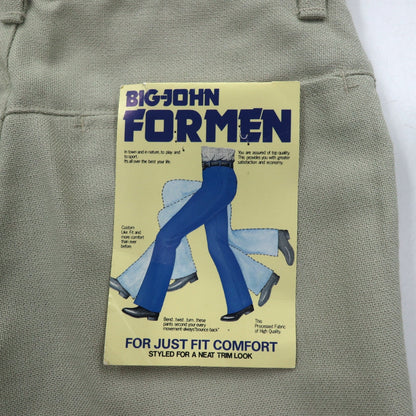 BIG-JOHN
FORMEN
In town and in nature, to play and
to sport.
It's all over the best your life.
You are assured of top quality
This provides you with greater
satisfaction and economy.
Custom
Like Fit and
more comfort
than ever
before.
Bend, twist, turn, these
pants second your every
movement always "bounce back"
This
Processed Fabric
of High Quality.
FOR JUST FIT COMFORT
STYLED FOR A NEAT TRIM LOOK